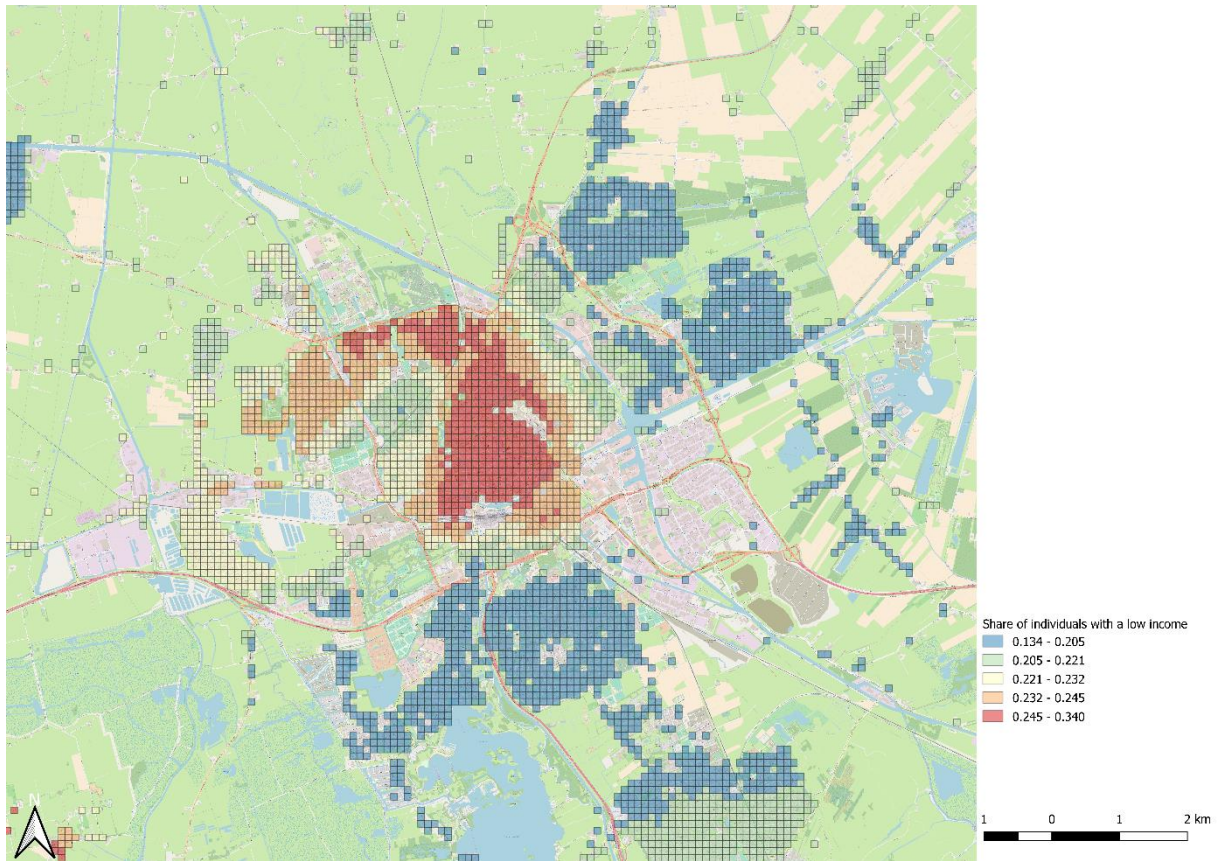 Share of individuals with a low income
0.134 - 0.205
0.205 - 0.221
0.221 - 0.232
0.232 - 0.245
0.245 - 0.340
N
1 0 1 2 km